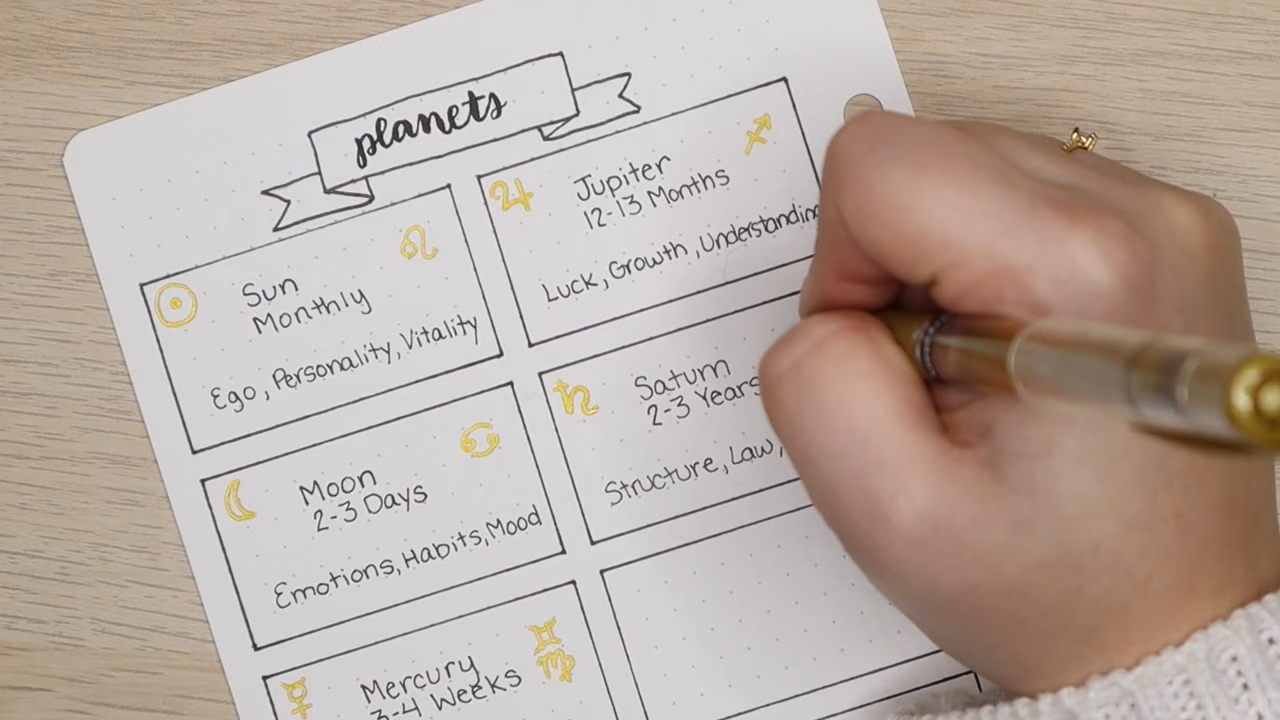 planets
Sun
Monthly
Ego, Personality, Vitality
Moon
2-3 Days
Emotions, Habits, Mood
Mercury
3-4 Weeks
Jupiter
12-13 Months
Luck, Growth, Understanding
Saturn
2-3 Years
Structure, Law,